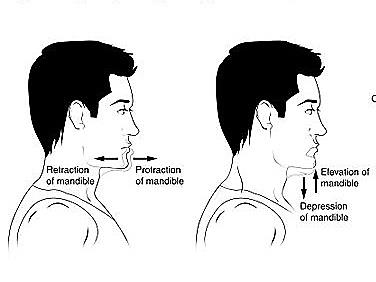 Retraction
of mandible
Protraction
of mandible
Elevation of
mandible
Depression
of mandible